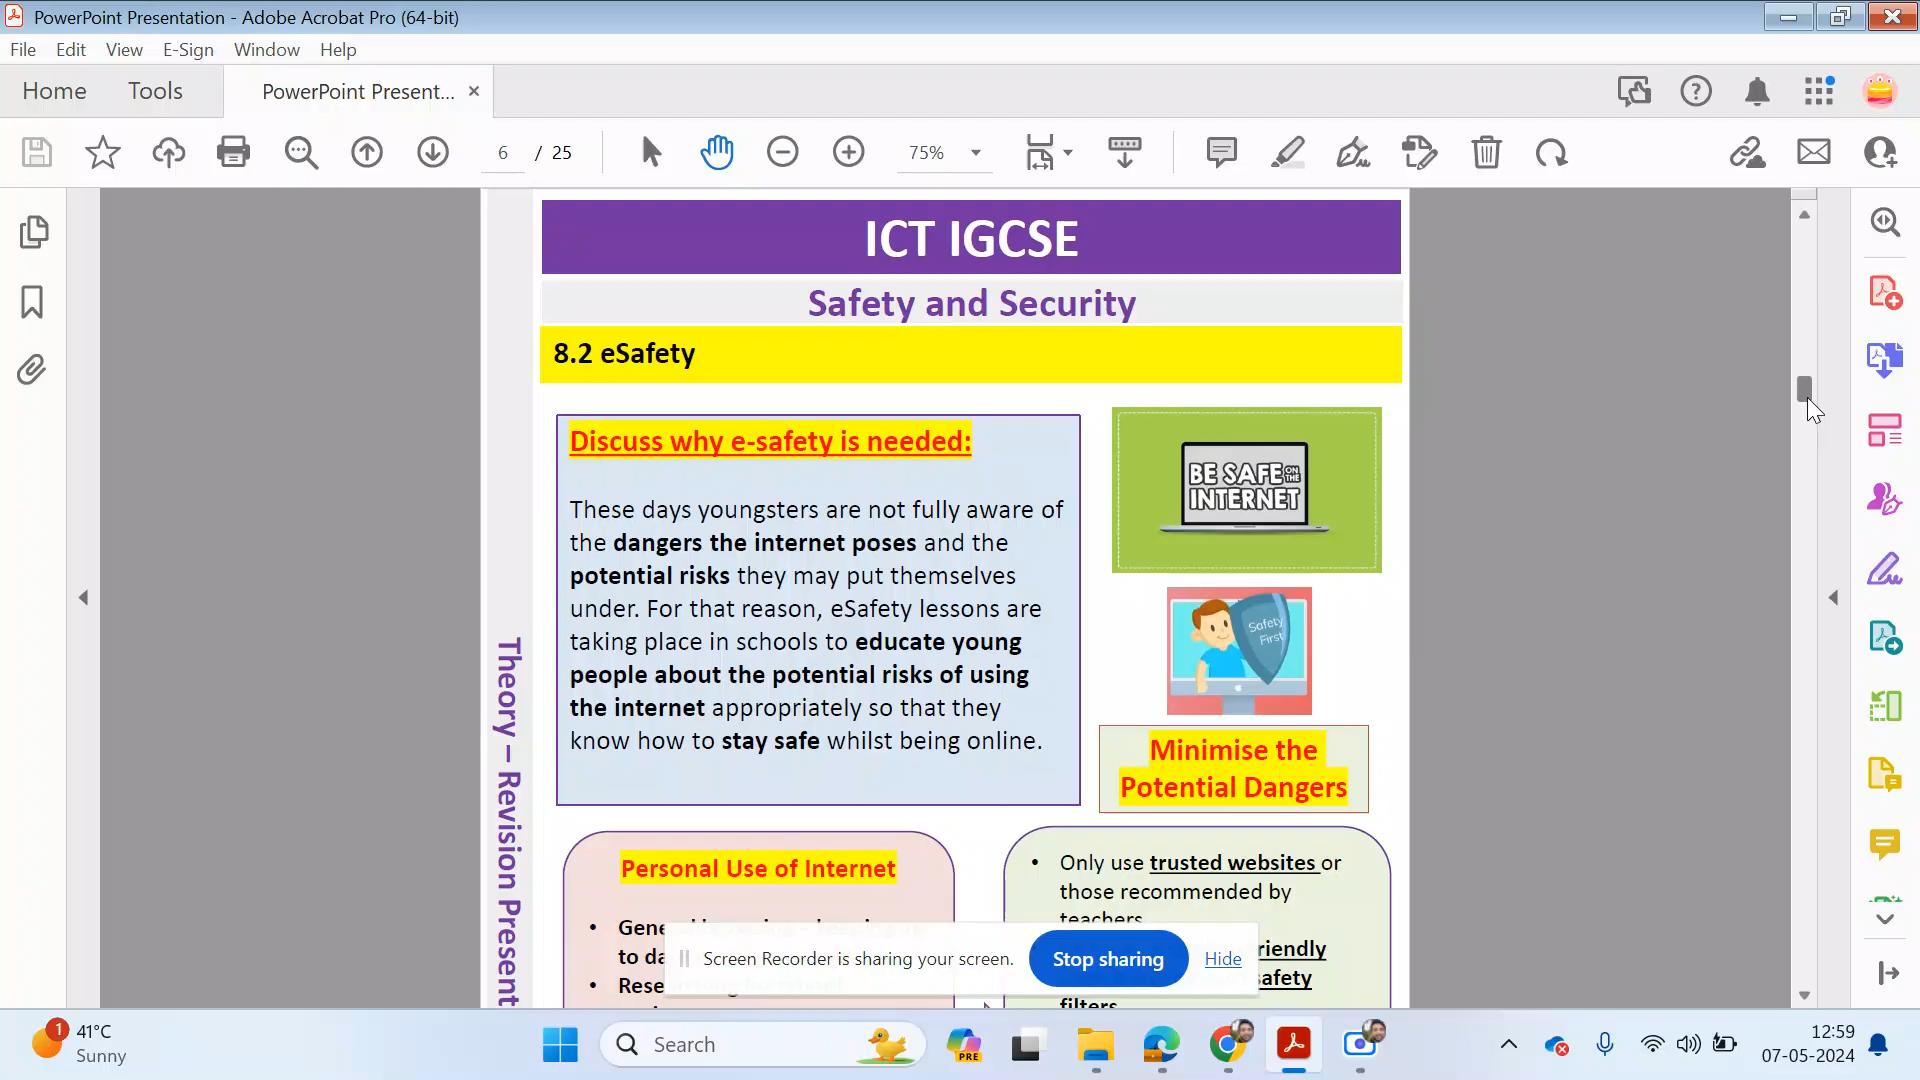 PowerPoint Presentation - Adobe Acrobat Pro (64-bit)
File Edit View E-Sign Window Help
Home Tools PowerPoint Present... ×
6 / 25 75%
ICT IGCSE
Safety and Security
8.2 eSafety
Discuss why e-safety is needed:
These days youngsters are not fully aware of
the dangers the internet poses and the
potential risks they may put themselves
under. For that reason, eSafety lessons are
taking place in schools to educate young
people about the potential risks of using
the internet appropriately so that they
know how to stay safe whilst being online.
BE SAFE ON THE
INTERNET
Safety
First
Minimise the
Potential Dangers
Theory – Revision Present
Personal Use of Internet
• Only use trusted websites or
those recommended by
teachers
safety
filters
Screen Recorder is sharing your screen. Stop sharing Hide
1
41°C
Sunny
Search
PRE
12:59
07-05-2024